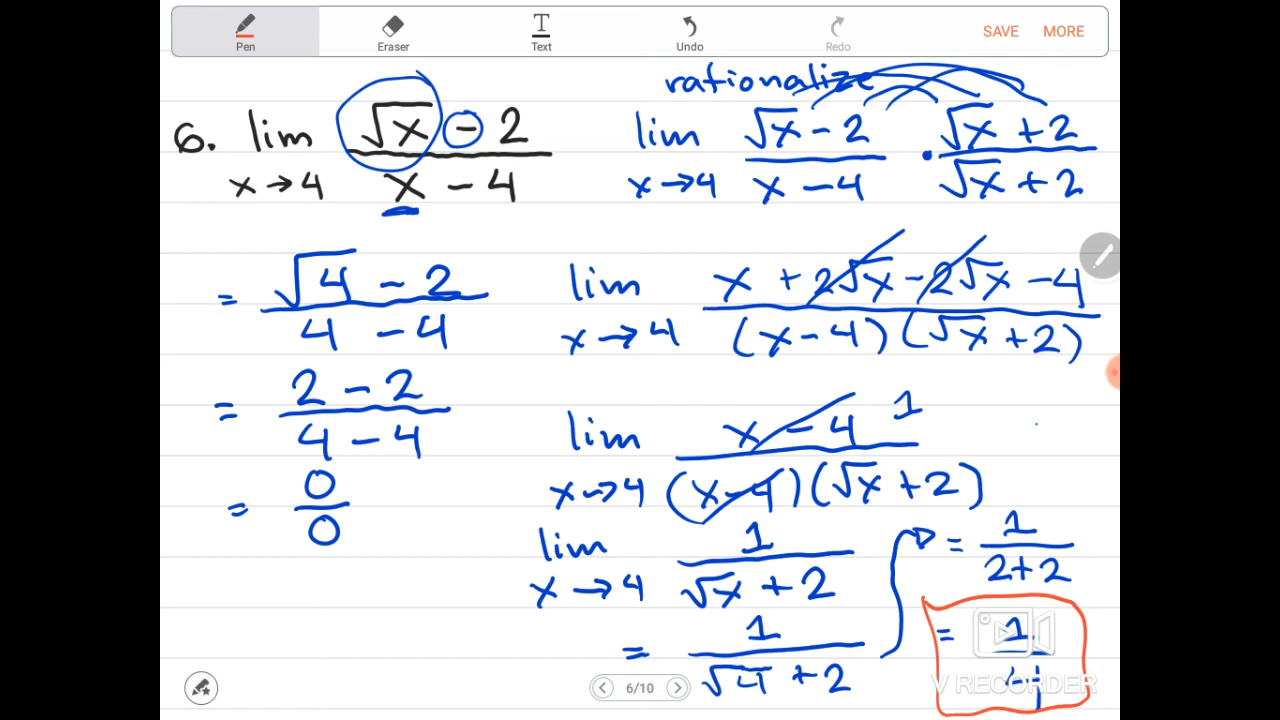 Pen Eraser Text Undo Redo SAVE MORE
6. lim x→4 (√x − 2)/(x − 4)
= (√4 − 2)/(4 − 4)
= (2 − 2)/(4 − 4)
= 0/0
rationalize
lim x→4 (√x − 2)/(x − 4) · (√x + 2)/(√x + 2)
lim x→4 (x + 2√x − 2√x − 4)/((x − 4)(√x + 2))
lim x→4 (x − 4)/((x − 4)(√x + 2)) 1
lim x→4 1/(√x + 2)
= 1/(√4 + 2)
= 1/(2 + 2)
= 1/4
6/10
V RECORDER